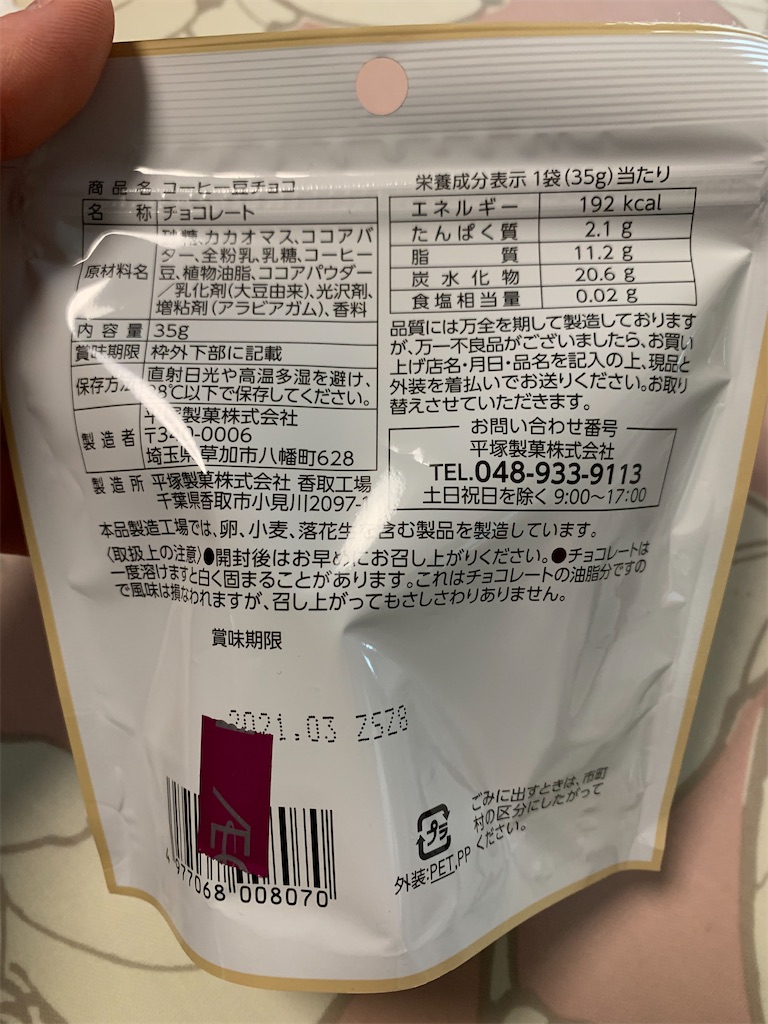 商品名 コーヒー豆チョコ
名称 チョコレート
原材料名 砂糖、カカオマス、ココアバ
ター、全粉乳、乳糖、コーヒー
豆、植物油脂、ココアパウダー
／乳化剤(大豆由来)、光沢剤、
増粘剤(アラビアガム)、香料
内容量 35g
賞味期限 枠外下部に記載
保存方法 直射日光や高温多湿を避け、
28℃以下で保存してください。
製造者 平塚製菓株式会社
〒340-0006
埼玉県草加市八幡町628
製造所 平塚製菓株式会社 香取工場
千葉県香取市小見川2097-1
栄養成分表示 1袋(35g)当たり
エネルギー 192 kcal
たんぱく質 2.1 g
脂質 11.2 g
炭水化物 20.6 g
食塩相当量 0.02 g
品質には万全を期して製造しております
が、万一不良品がございましたら、お買い
上げ店名・月日・品名を記入の上、現品と
外装を着払いでお送りください。お取り
替えさせていただきます。
お問い合わせ番号
平塚製菓株式会社
TEL.048-933-9113
土日祝日を除く 9:00～17:00
本品製造工場では、卵、小麦、落花生を含む製品を製造しています。
〈取扱上の注意〉●開封後はお早めにお召し上がりください。●チョコレートは
一度溶けますと白く固まることがあります。これはチョコレートの油脂分ですの
で風味は損なわれますが、召し上がってもさしさわりありません。
賞味期限
2021.03 ZSZ8
4 977068 008070
プラ
外装:PET,PP
ごみに出すときは、市町
村の区分にしたがって
ください。